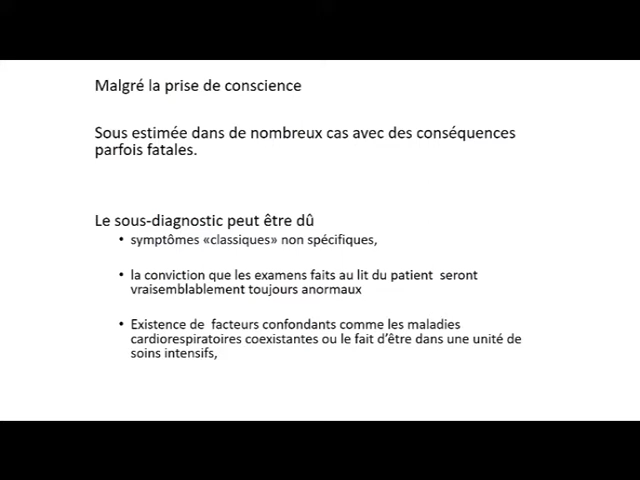 Malgré la prise de conscience
Sous estimée dans de nombreux cas avec des conséquences
parfois fatales.
Le sous-diagnostic peut être dû
• symptômes «classiques» non spécifiques,
• la conviction que les examens faits au lit du patient  seront
vraisemblablement toujours anormaux
• Existence de  facteurs confondants comme les maladies
cardiorespiratoires coexistantes ou le fait d'être dans une unité de
soins intensifs,